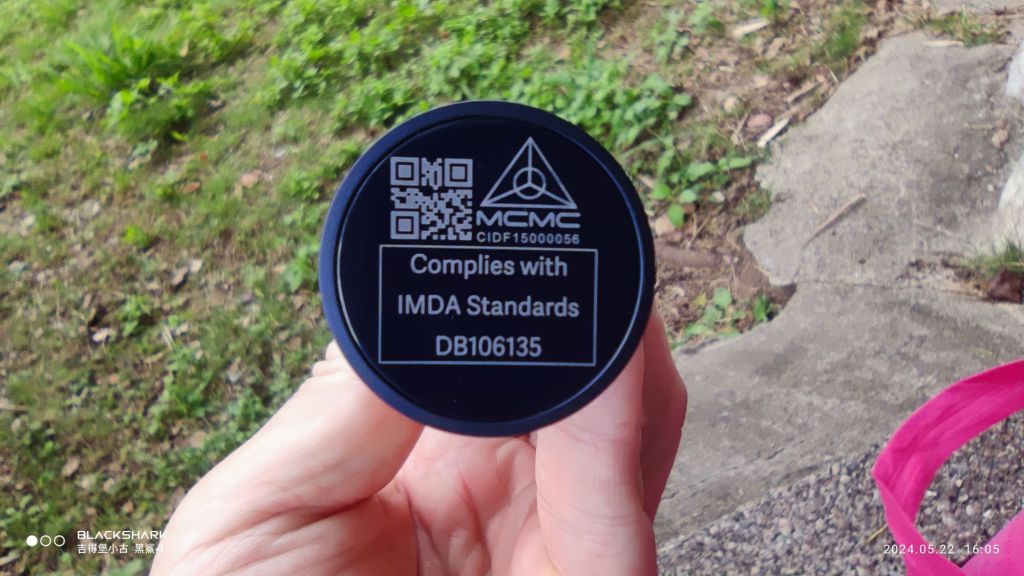 MCMC
CIDF15000056
Complies with
IMDA Standards
DB106135
BLACKSHARK
吉得堡小古 黑鲨4
2024.05.22 16:05